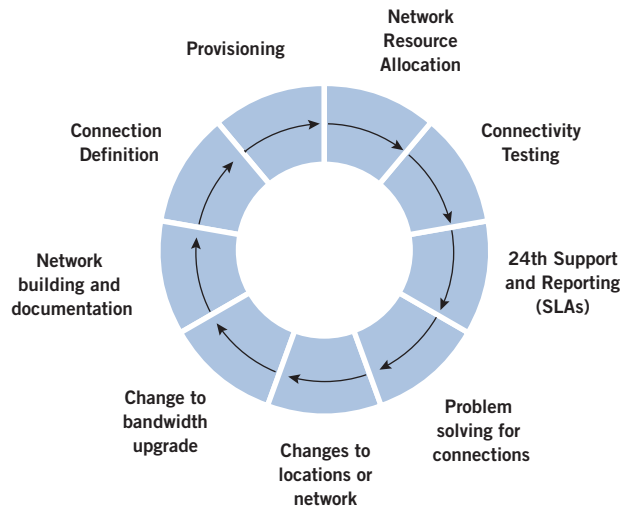 Provisioning
Network
Resource
Allocation
Connectivity
Testing
24th Support
and Reporting
(SLAs)
Problem
solving for
connections
Changes to
locations or
network
Change to
bandwidth
upgrade
Network
building and
documentation
Connection
Definition